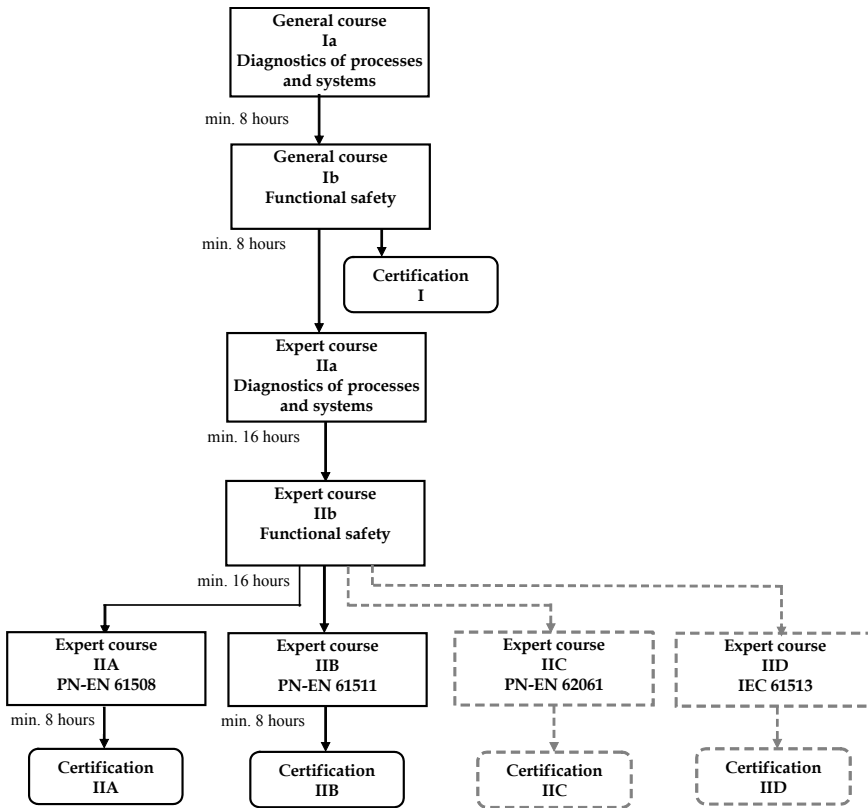 General course
Ia
Diagnostics of processes
and systems
min. 8 hours
General course
Ib
Functional safety
min. 8 hours
Certification
I
Expert course
IIa
Diagnostics of processes
and systems
min. 16 hours
Expert course
IIb
Functional safety
min. 16 hours
Expert course
IIA
PN-EN 61508
Expert course
IIB
PN-EN 61511
Expert course
IIC
PN-EN 62061
Expert course
IID
IEC 61513
min. 8 hours
min. 8 hours
Certification
IIA
Certification
IIB
Certification
IIC
Certification
IID